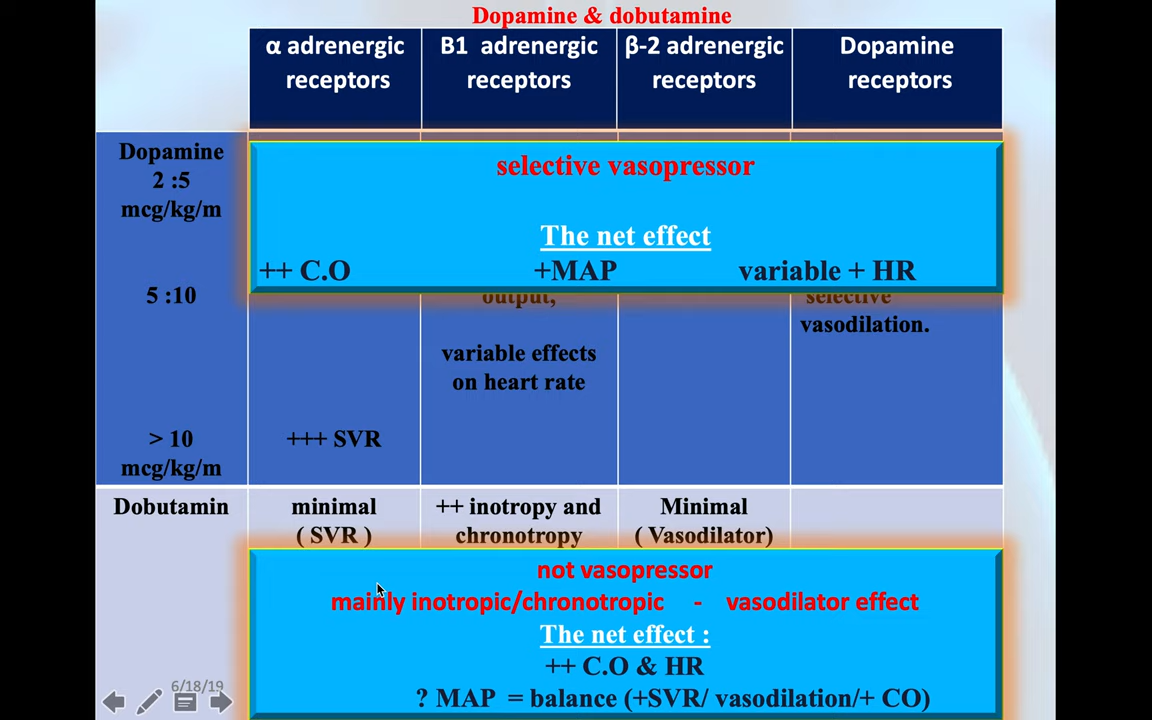 Dopamine & dobutamine
α adrenergic receptors
B1 adrenergic receptors
β-2 adrenergic receptors
Dopamine receptors
Dopamine
2 :5
mcg/kg/m
selective vasopressor
The net effect
++ C.O +MAP variable + HR
5 :10
output,
selective
vasodilation.
variable effects
on heart rate
> 10
mcg/kg/m
+++ SVR
Dobutamin
minimal
( SVR )
++ inotropy and
chronotropy
Minimal
( Vasodilator)
not vasopressor
mainly inotropic/chronotropic - vasodilator effect
The net effect :
++ C.O & HR
? MAP = balance (+SVR/ vasodilation/+ CO)
6/18/19